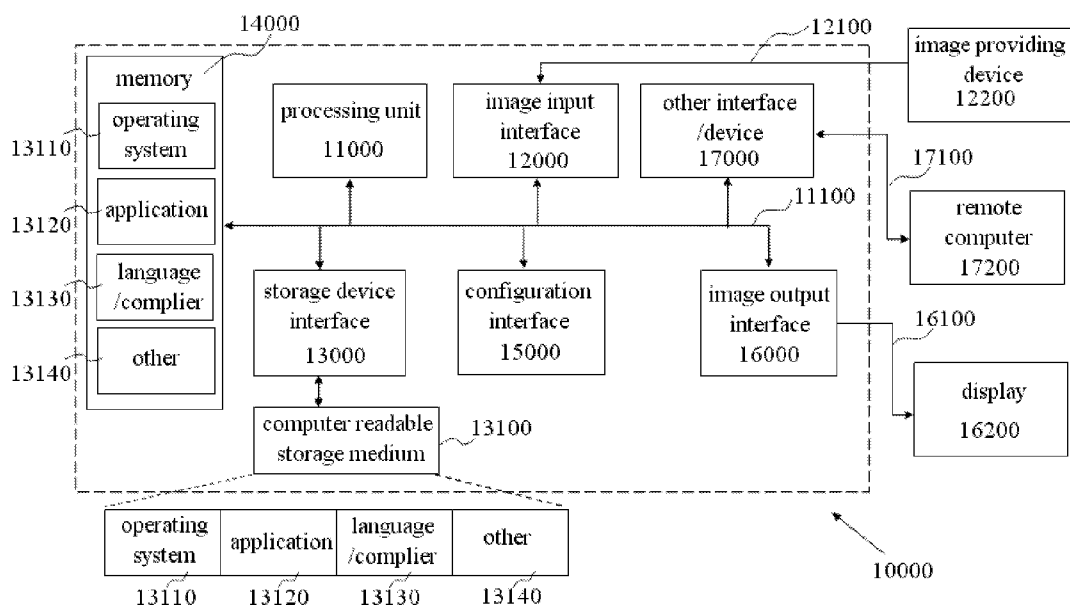 14000
12100
image providing
device
12200
memory
operating
system
13110
application
13120
language
/complier
13130
other
13140
processing unit
11000
image input
interface
12000
other interface
/device
17000
17100
11100
remote
computer
17200
storage device
interface
13000
configuration
interface
15000
image output
interface
16000
16100
display
16200
computer readable
storage medium
13100
operating
system
application
language
/complier
other
13110
13120
13130
13140
10000